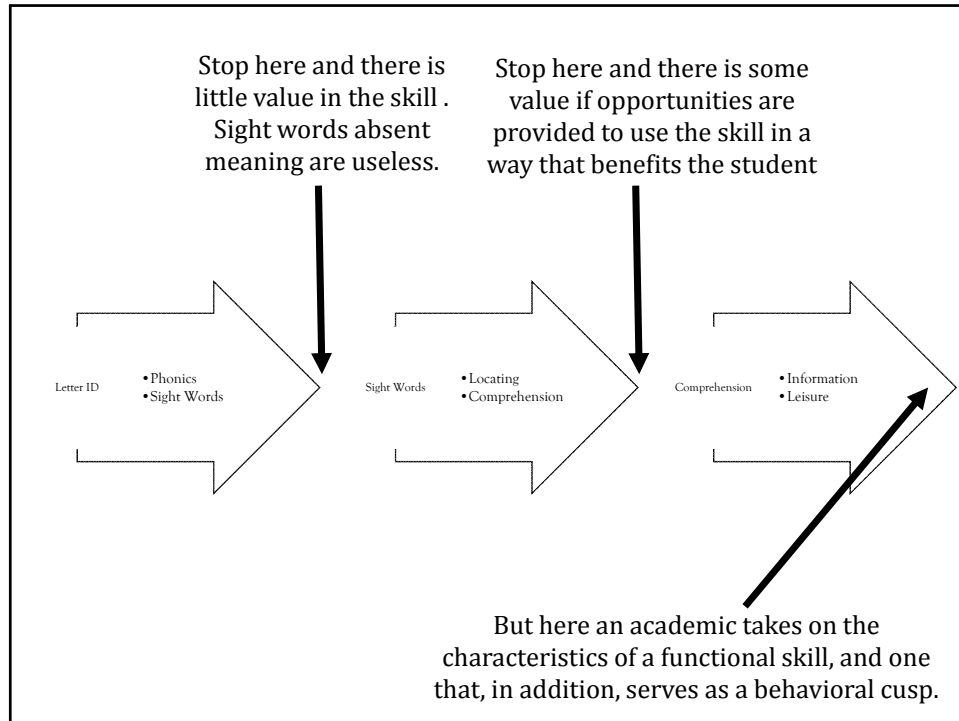 Stop here and there is
little value in the skill .
Sight words absent
meaning are useless.
Stop here and there is some
value if opportunities are
provided to use the skill in a
way that benefits the student
Letter ID
• Phonics
• Sight Words
Sight Words
• Locating
• Comprehension
Comprehension
• Information
• Leisure
But here an academic takes on the
characteristics of a functional skill, and one
that, in addition, serves as a behavioral cusp.